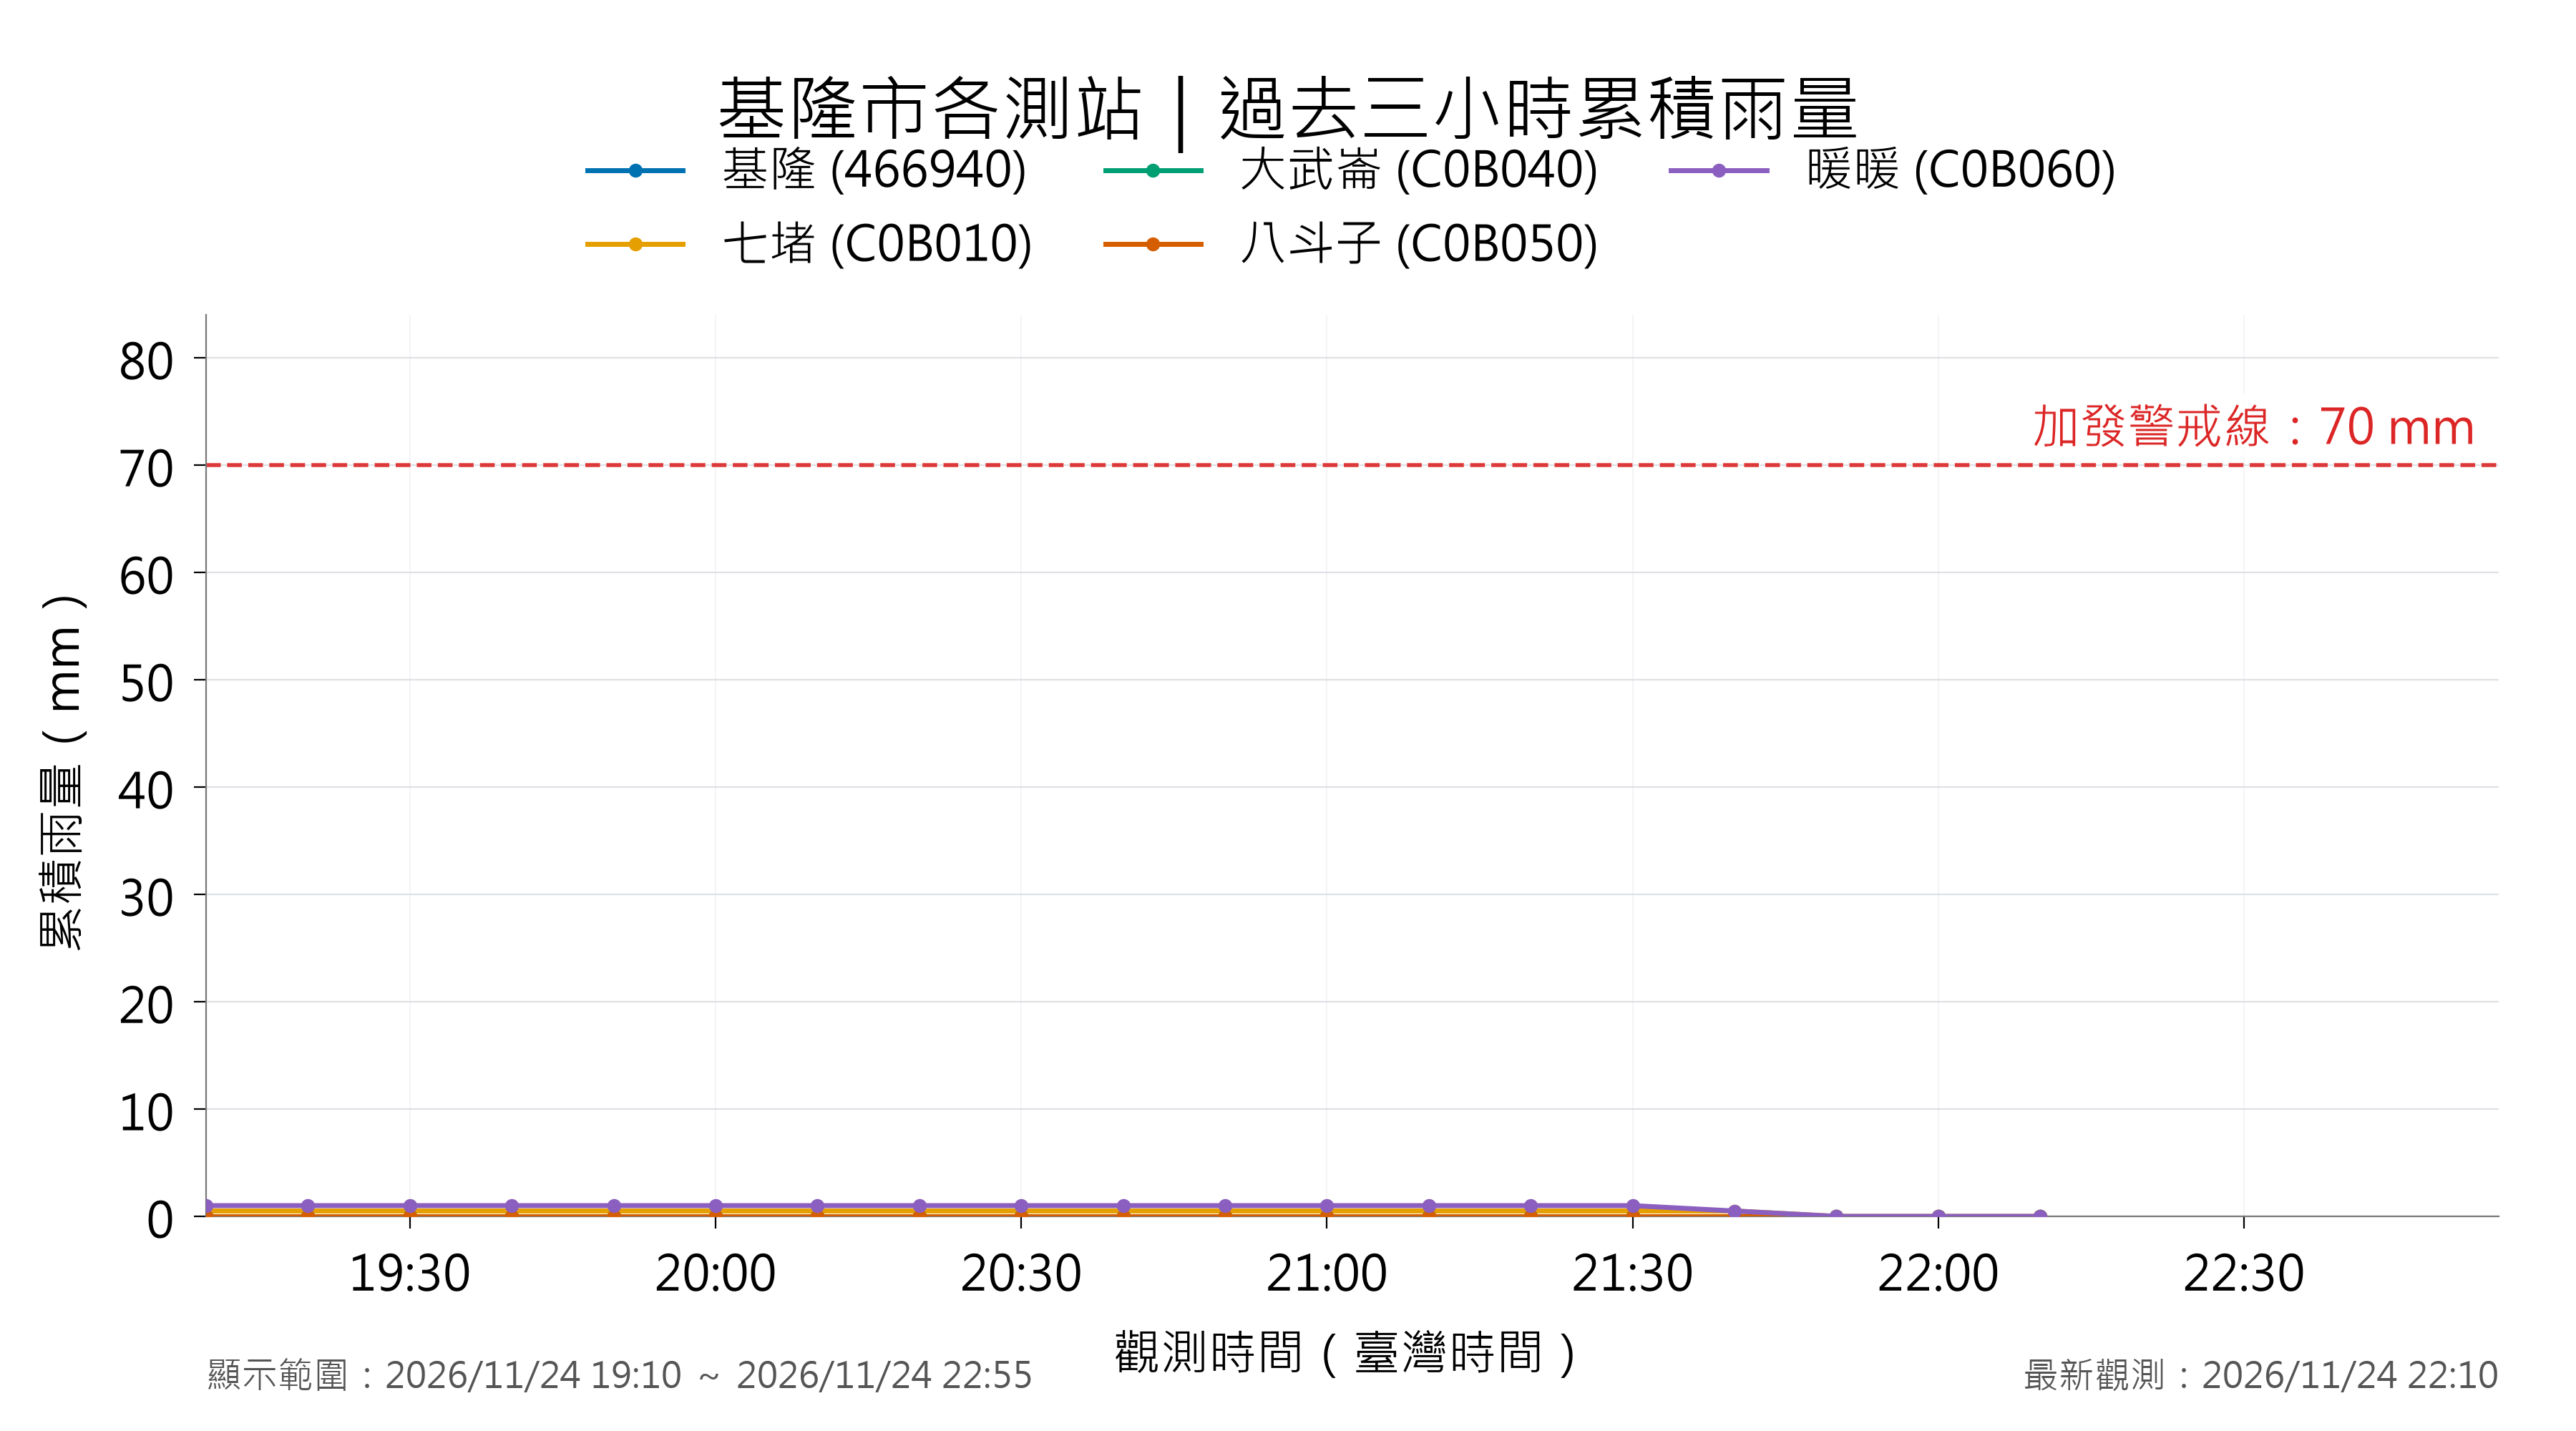 基隆市各測站｜過去三小時累積雨量
基隆 (466940)
大武崙 (C0B040)
暖暖 (C0B060)
七堵 (C0B010)
八斗子 (C0B050)
80
70
60
50
40
30
20
10
0
加發警戒線：70 mm
累積雨量（mm）
19:30
20:00
20:30
21:00
21:30
22:00
22:30
觀測時間（臺灣時間）
顯示範圍：2026/11/24 19:10 ~ 2026/11/24 22:55
最新觀測：2026/11/24 22:10